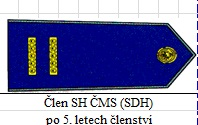 Člen SH ČMS (SDH)
po 5. letech členství